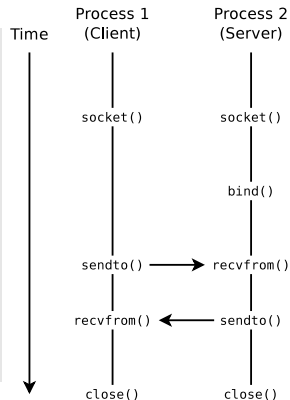 Time
Process 1
(Client)
Process 2
(Server)
socket()
socket()
bind()
sendto()
recvfrom()
recvfrom()
sendto()
close()
close()